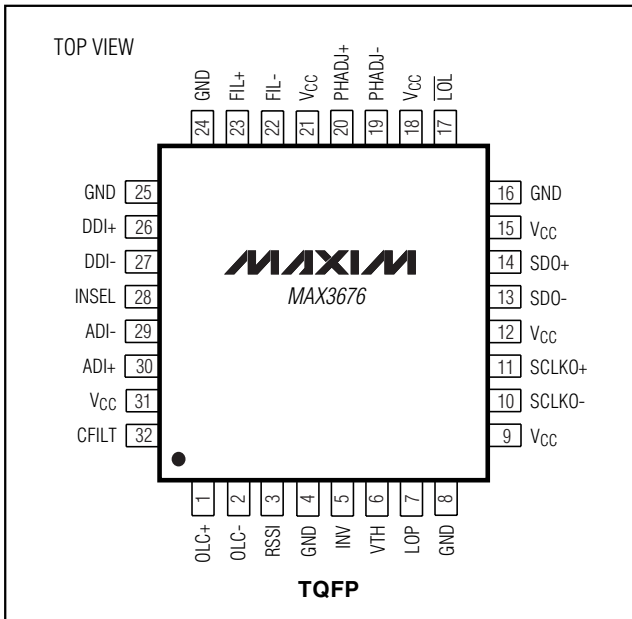 TOP VIEW
GND
FIL+
FIL-
VCC
PHADJ+
PHADJ-
VCC
L̅O̅L̅
24
23
22
21
20
19
18
17
GND 25
DDI+ 26
DDI- 27
INSEL 28
ADI- 29
ADI+ 30
VCC 31
CFILT 32
MAXIM
MAX3676
16 GND
15 VCC
14 SDO+
13 SDO-
12 VCC
11 SCLKO+
10 SCLKO-
9 VCC
1
2
3
4
5
6
7
8
OLC+
OLC-
RSSI
GND
INV
VTH
LOP
GND
TQFP